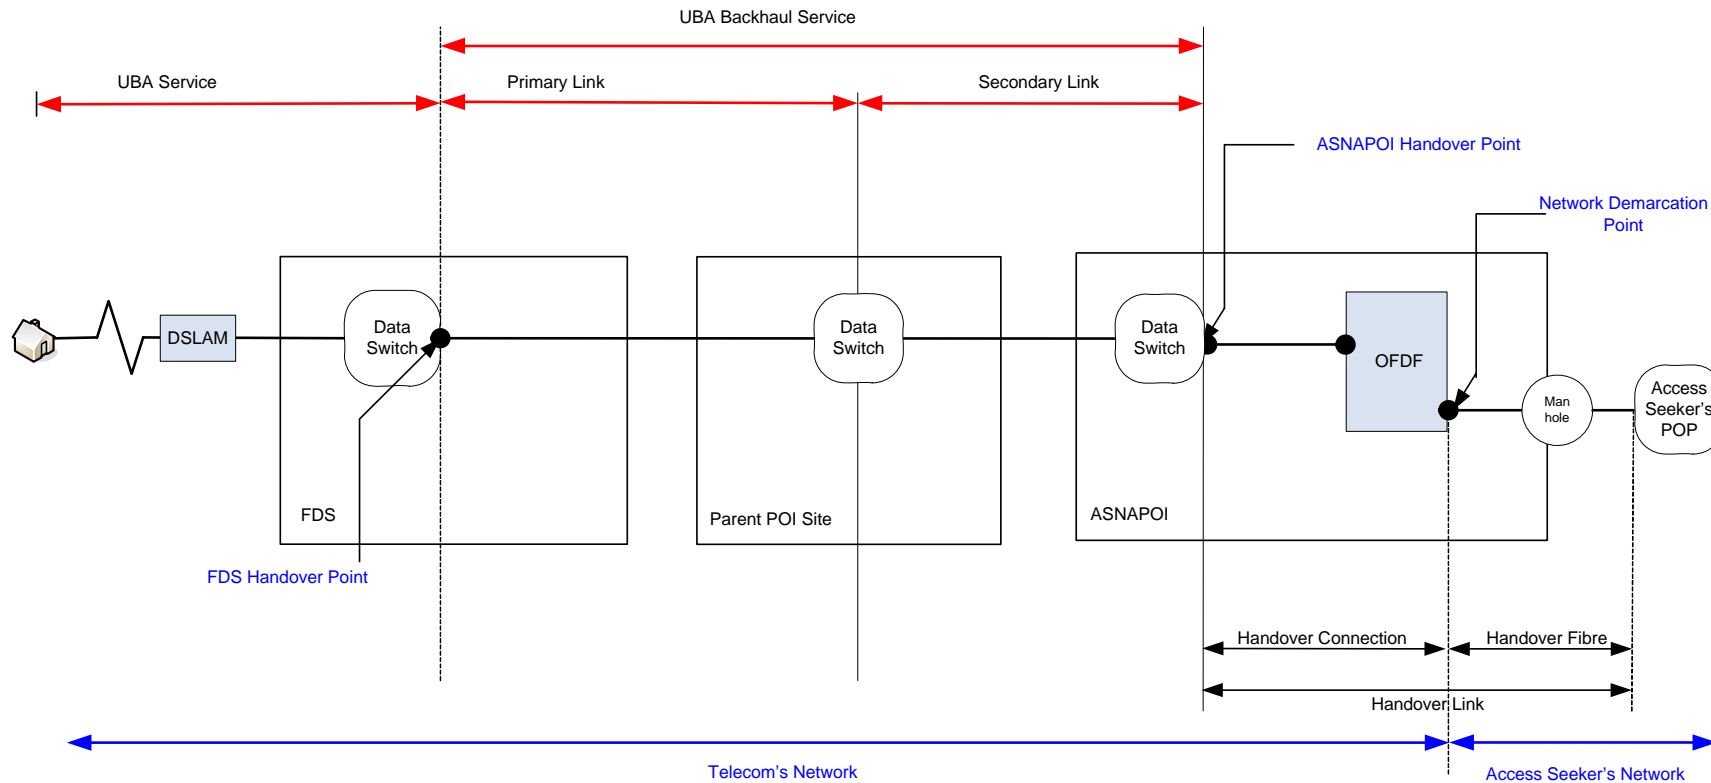 UBA Backhaul Service
UBA Service
Primary Link
Secondary Link
ASNAPOI Handover Point
Network Demarcation
Point
DSLAM
Data
Switch
Data
Switch
Data
Switch
OFDF
Man
hole
Access
Seeker's
POP
FDS
Parent POI Site
ASNAPOI
FDS Handover Point
Handover Connection
Handover Fibre
Handover Link
Telecom's Network
Access Seeker's Network